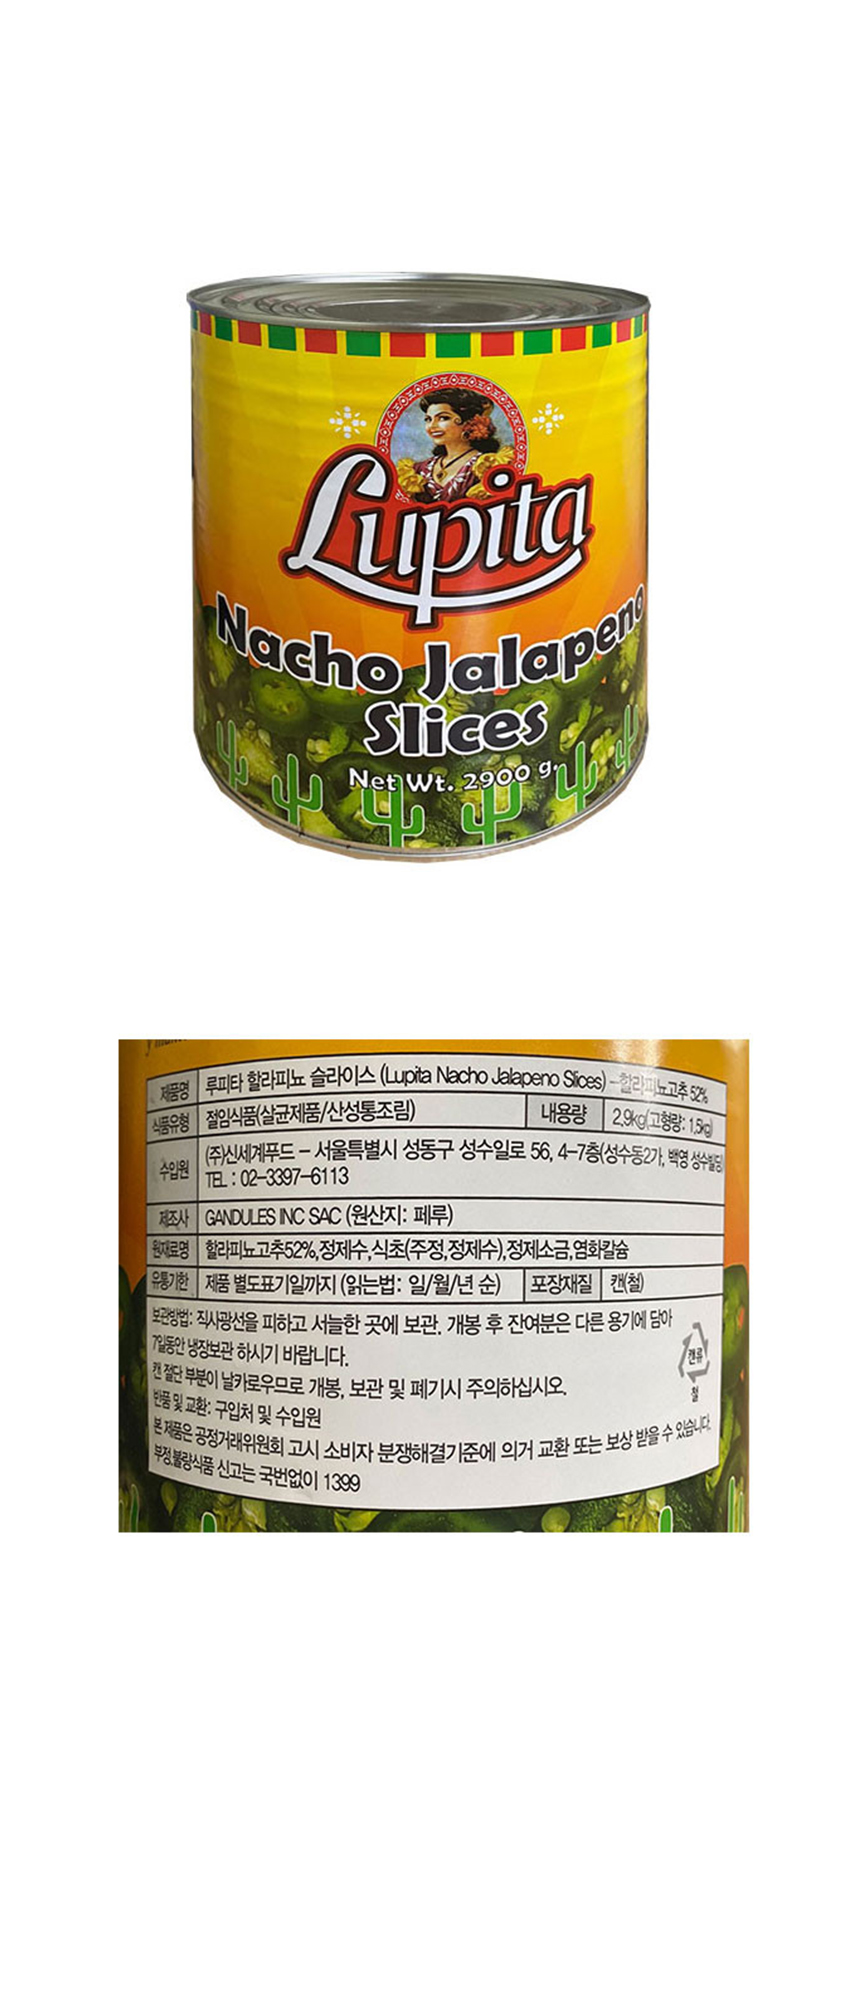 Lupita
Nacho Jalapeno
Slices
Net Wt. 2900 g.
제품명 루피타 할라피뇨 슬라이스 (Lupita Nacho Jalapeno Slices) -할라피뇨고추 52%
식품유형 절임식품(살균제품/산성통조림) 내용량 2.9kg(고형량: 1.5kg)
수입원 (주)신세계푸드 - 서울특별시 성동구 성수일로 56, 4-7층(성수동2가, 백영 성수빌딩)
TEL : 02-3397-6113
제조사 GANDULES INC SAC (원산지: 페루)
원재료명 할라피뇨고추52%,정제수,식초(주정,정제수),정제소금,염화칼슘
유통기한 제품 별도표기일까지 (읽는법: 일/월/년 순) 포장재질 캔(철)
보관방법: 직사광선을 피하고 서늘한 곳에 보관. 개봉 후 잔여분은 다른 용기에 담아
7일동안 냉장보관 하시기 바랍니다.
캔 절단 부분이 날카로우므로 개봉, 보관 및 폐기시 주의하십시오.
반품 및 교환: 구입처 및 수입원
본 제품은 공정거래위원회 고시 소비자 분쟁해결기준에 의거 교환 또는 보상 받을 수 있습니다.
부정,불량식품 신고는 국번없이 1399
캔류
철